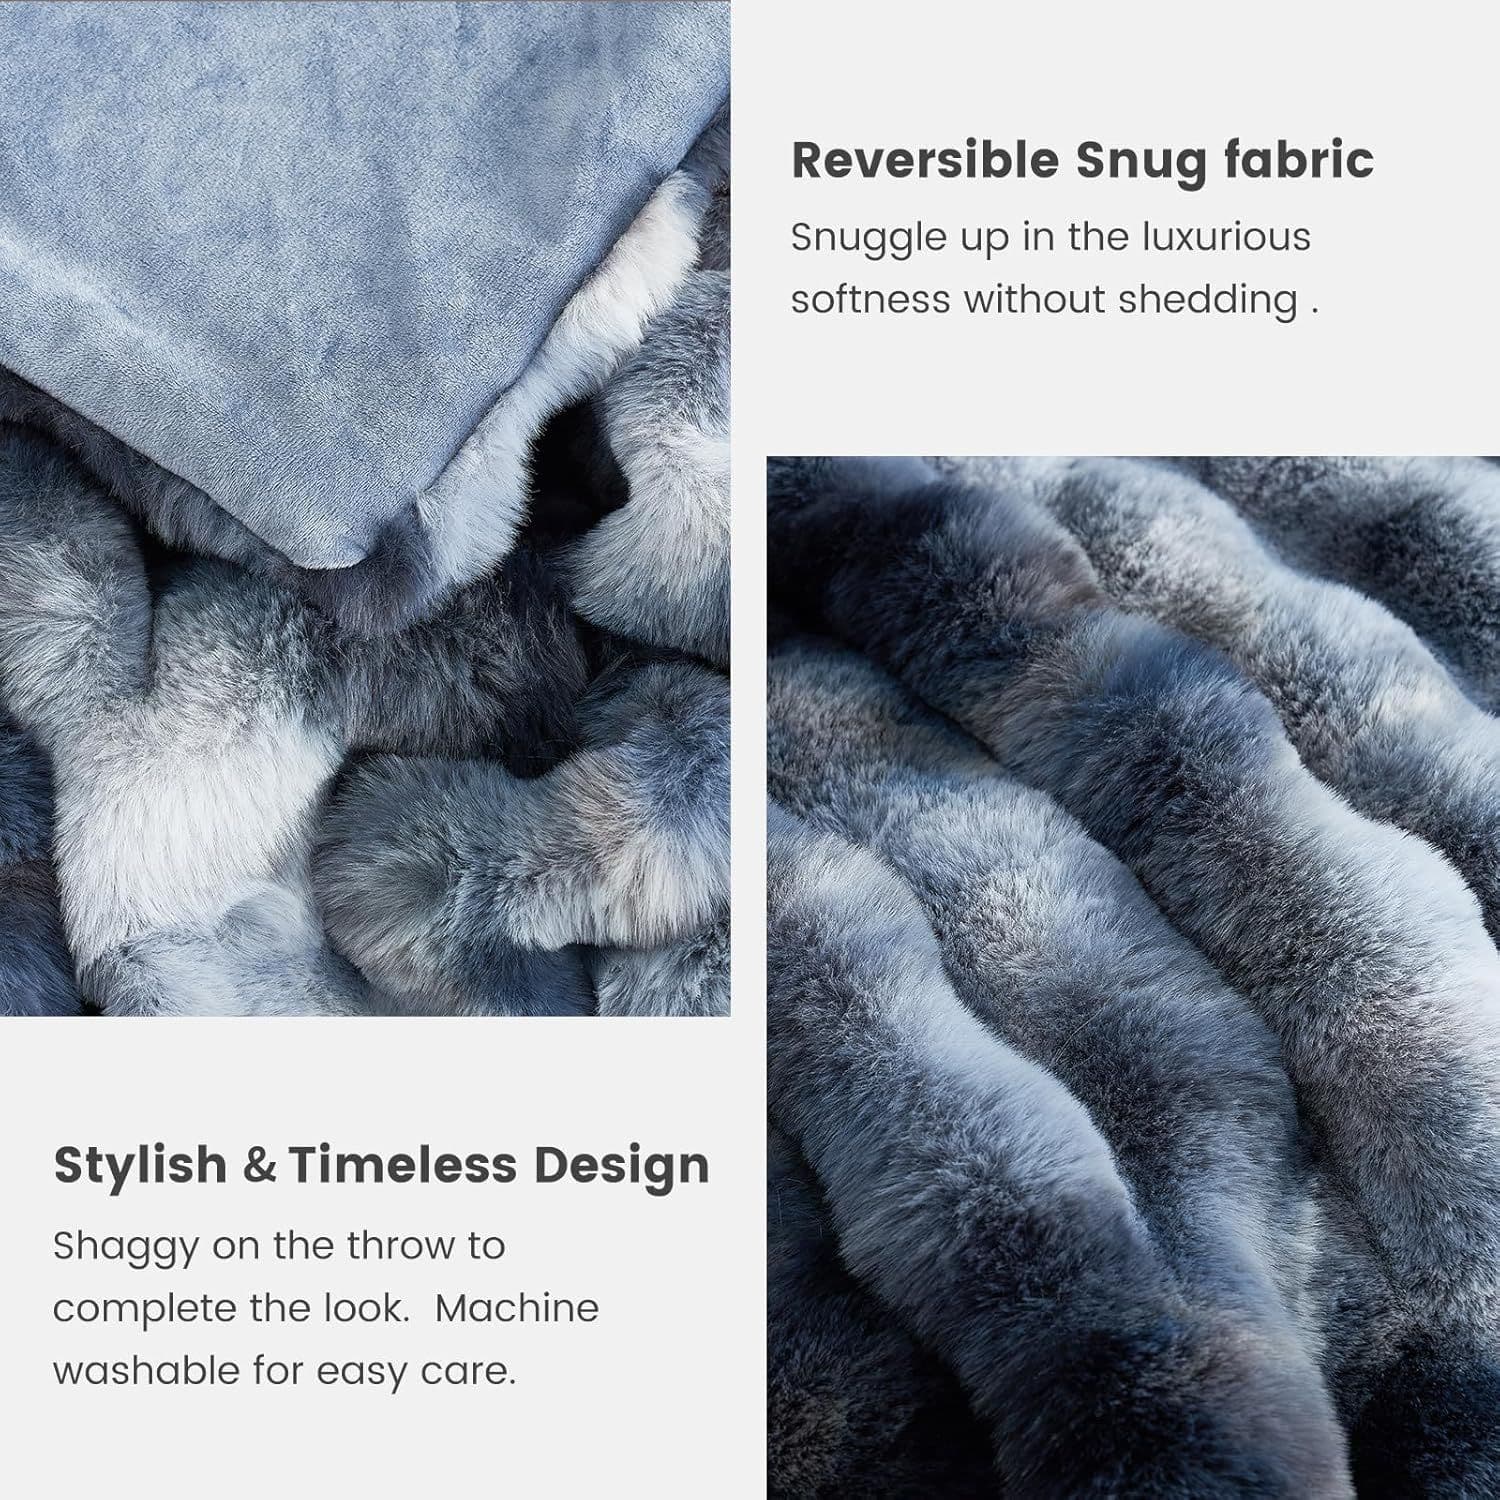 Reversible Snug fabric
Snuggle up in the luxurious
softness without shedding .
Stylish & Timeless Design
Shaggy on the throw to
complete the look.  Machine
washable for easy care.